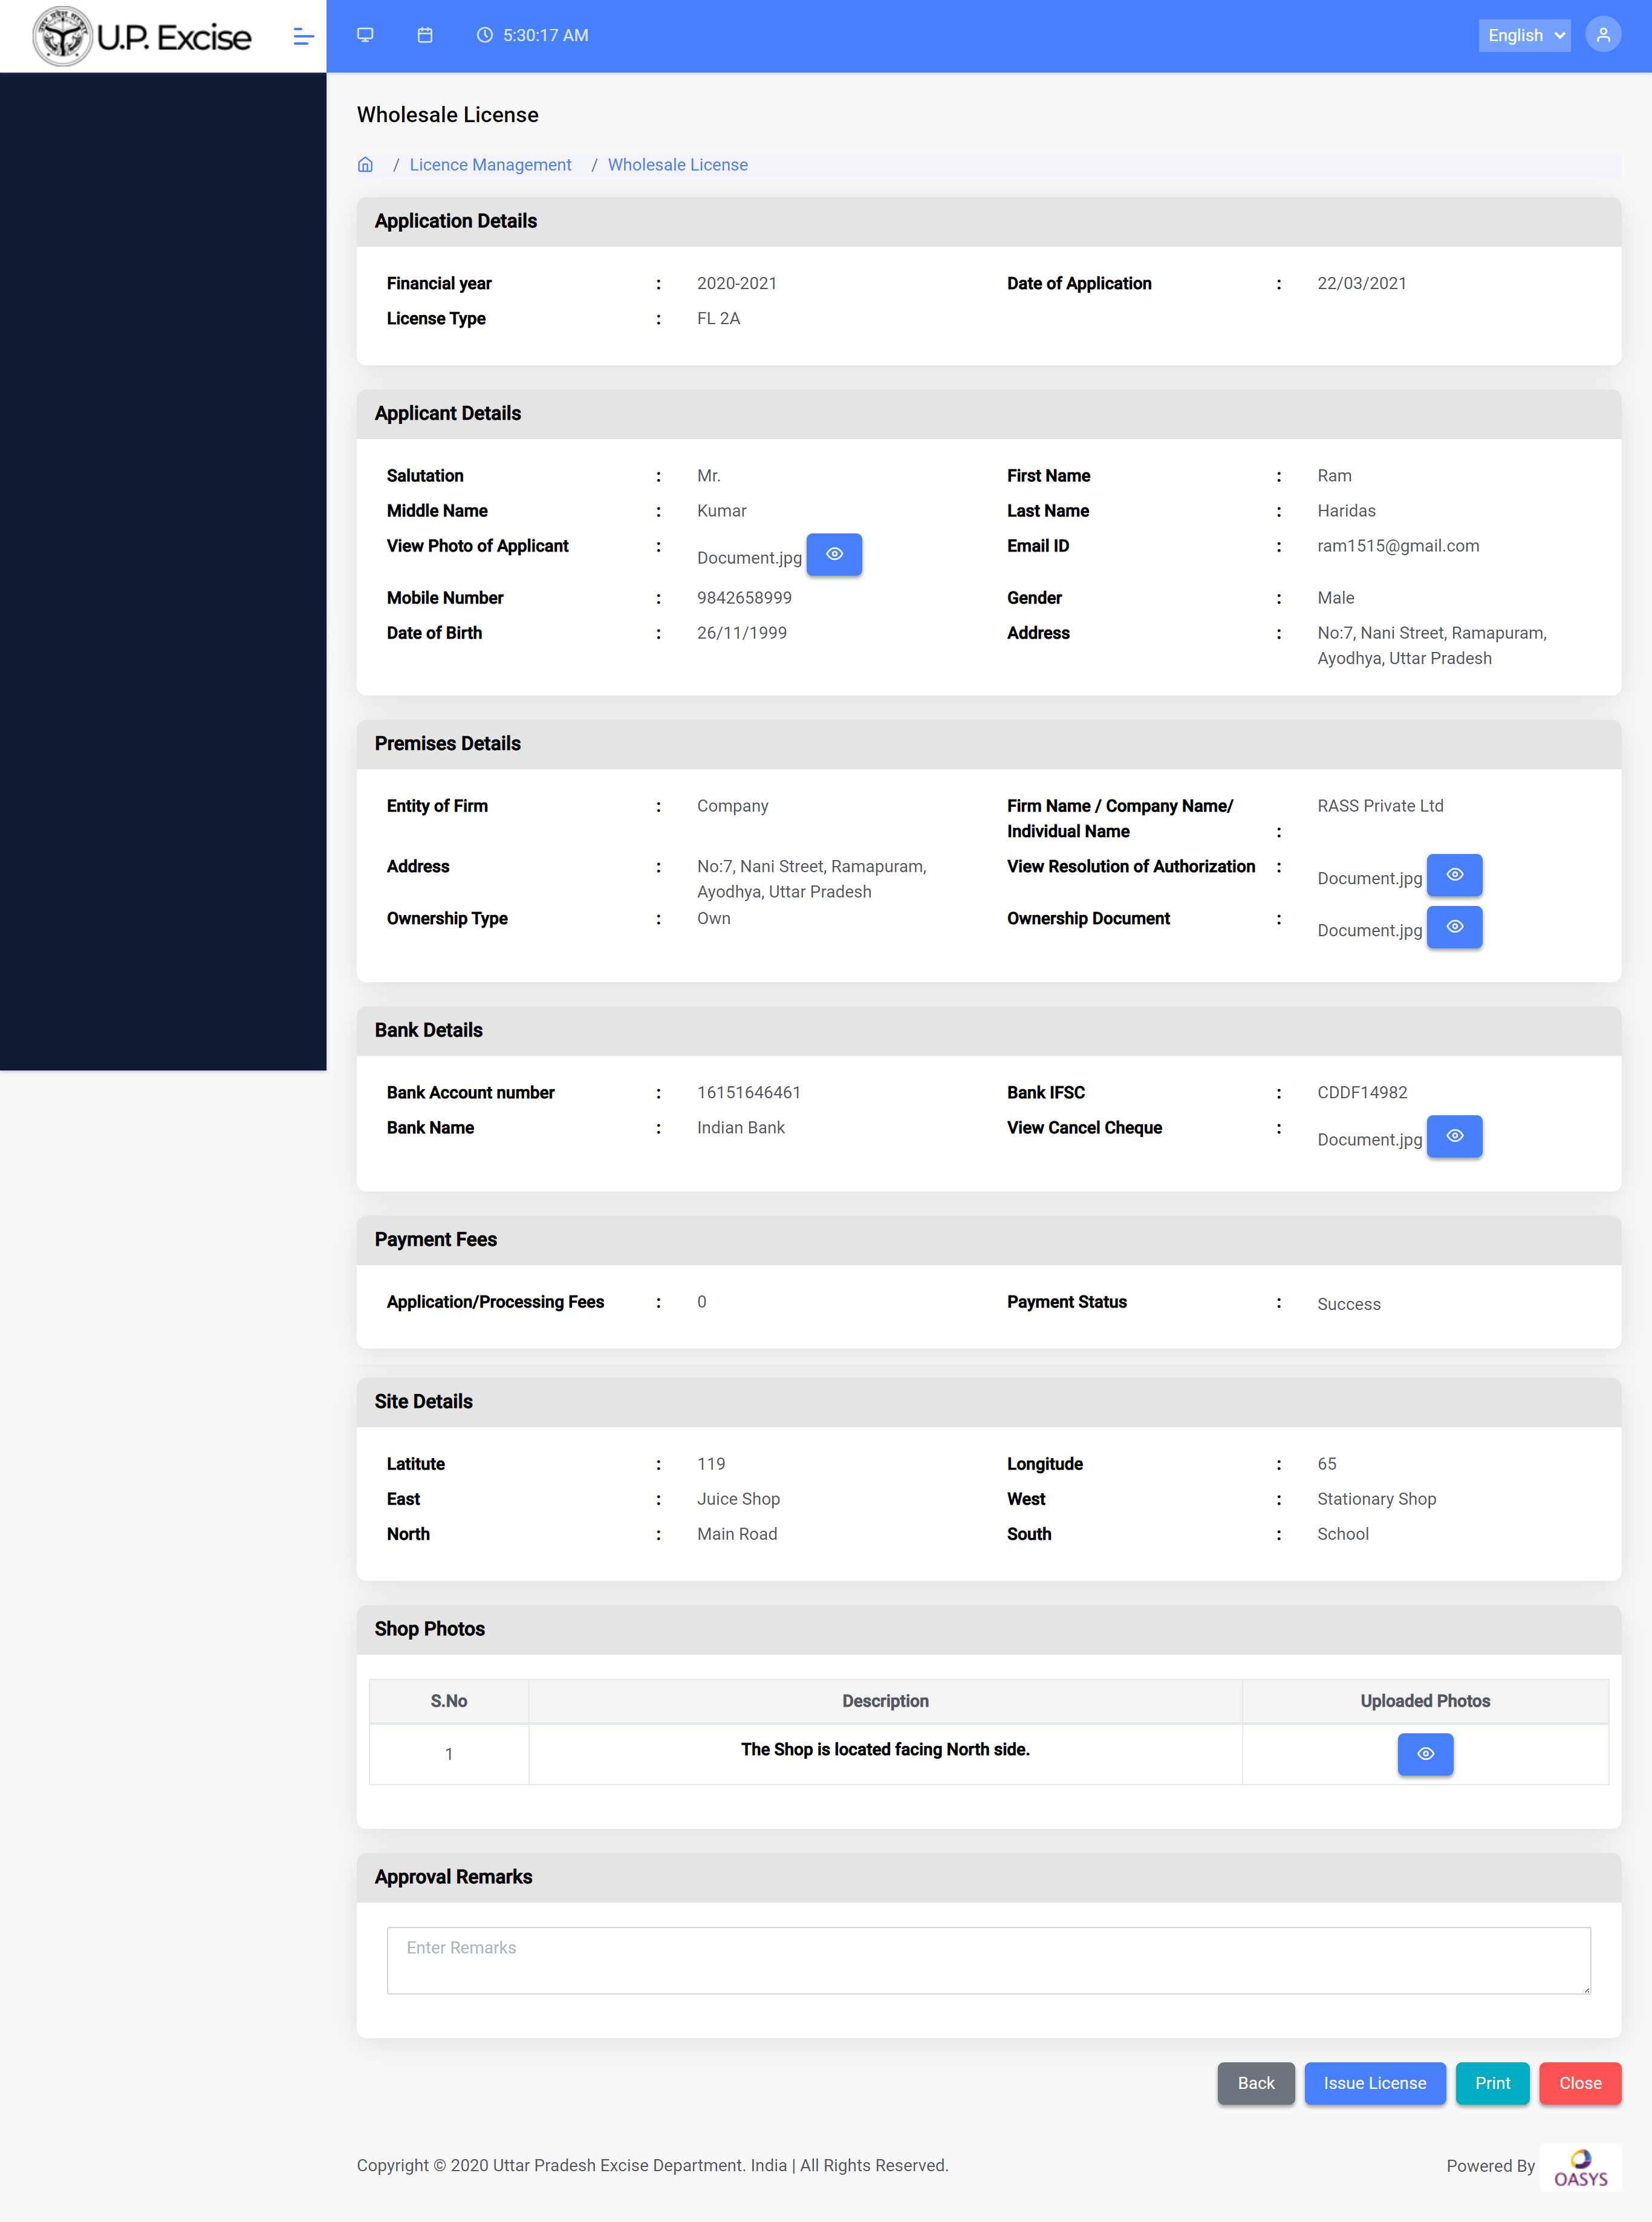 U.P. Excise
5:30:17 AM
English
Wholesale License
/ Licence Management / Wholesale License
Application Details
Financial year : 2020-2021 Date of Application : 22/03/2021
License Type : FL 2A
Applicant Details
Salutation : Mr. First Name : Ram
Middle Name : Kumar Last Name : Haridas
View Photo of Applicant : Document.jpg Email ID : ram1515@gmail.com
Mobile Number : 9842658999 Gender : Male
Date of Birth : 26/11/1999 Address : No:7, Nani Street, Ramapuram,
Ayodhya, Uttar Pradesh
Premises Details
Entity of Firm : Company Firm Name / Company Name/ RASS Private Ltd
Individual Name :
Address : No:7, Nani Street, Ramapuram, View Resolution of Authorization : Document.jpg
Ayodhya, Uttar Pradesh
Ownership Type : Own Ownership Document : Document.jpg
Bank Details
Bank Account number : 16151646461 Bank IFSC : CDDF14982
Bank Name : Indian Bank View Cancel Cheque : Document.jpg
Payment Fees
Application/Processing Fees : 0 Payment Status : Success
Site Details
Latitute : 119 Longitude : 65
East : Juice Shop West : Stationary Shop
North : Main Road South : School
Shop Photos
S.No Description Uploaded Photos
1 The Shop is located facing North side.
Approval Remarks
Enter Remarks
Back Issue License Print Close
Copyright © 2020 Uttar Pradesh Excise Department. India | All Rights Reserved. Powered By OASYS